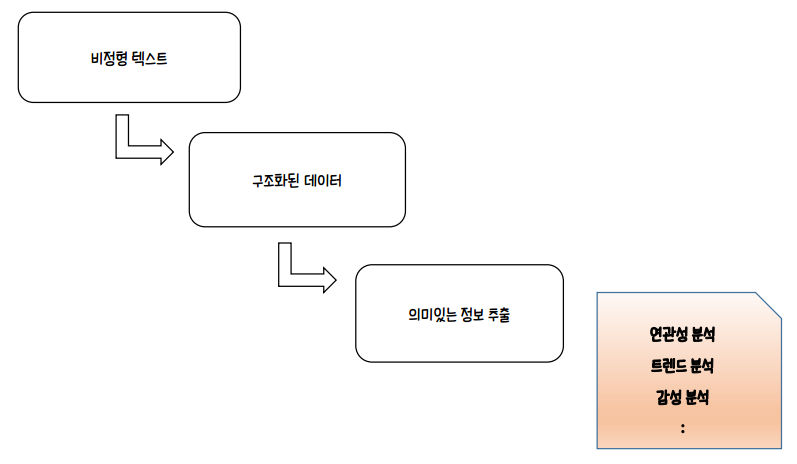 비정형 텍스트
구조화된 데이터
의미있는 정보 추출
연관성 분석
트렌드 분석
감성 분석
: